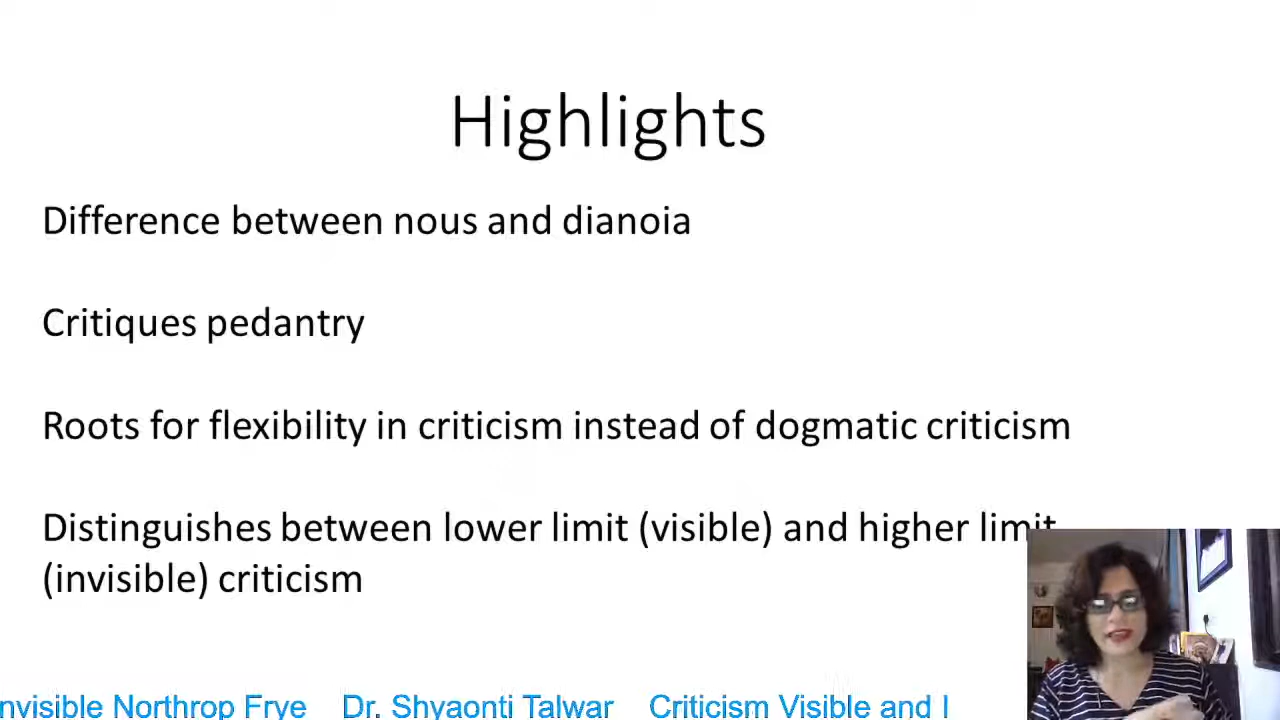 Highlights
Difference between nous and dianoia
Critiques pedantry
Roots for flexibility in criticism instead of dogmatic criticism
Distinguishes between lower limit (visible) and higher limit
(invisible) criticism
nvisible Northrop Frye Dr. Shyaonti Talwar Criticism Visible and I